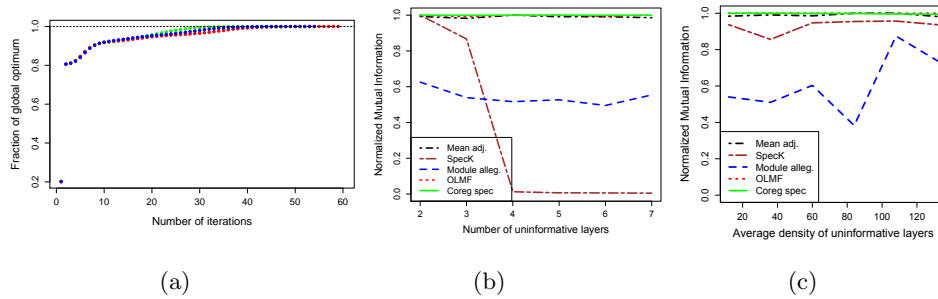 Fraction of global optimum
0.2 0.4 0.6 0.8 1.0
0 10 20 30 40 50 60
Number of iterations
(a)
Normalized Mutual Information
0.0 0.2 0.4 0.6 0.8 1.0
Mean adj.
SpecK
Module alleg.
OLMF
Coreg spec
2 3 4 5 6 7
Number of uninformative layers
(b)
Normalized Mutual Information
0.0 0.2 0.4 0.6 0.8 1.0
Mean adj.
SpecK
Module alleg.
OLMF
Coreg spec
20 40 60 80 100 120
Average density of uninformative layers
(c)